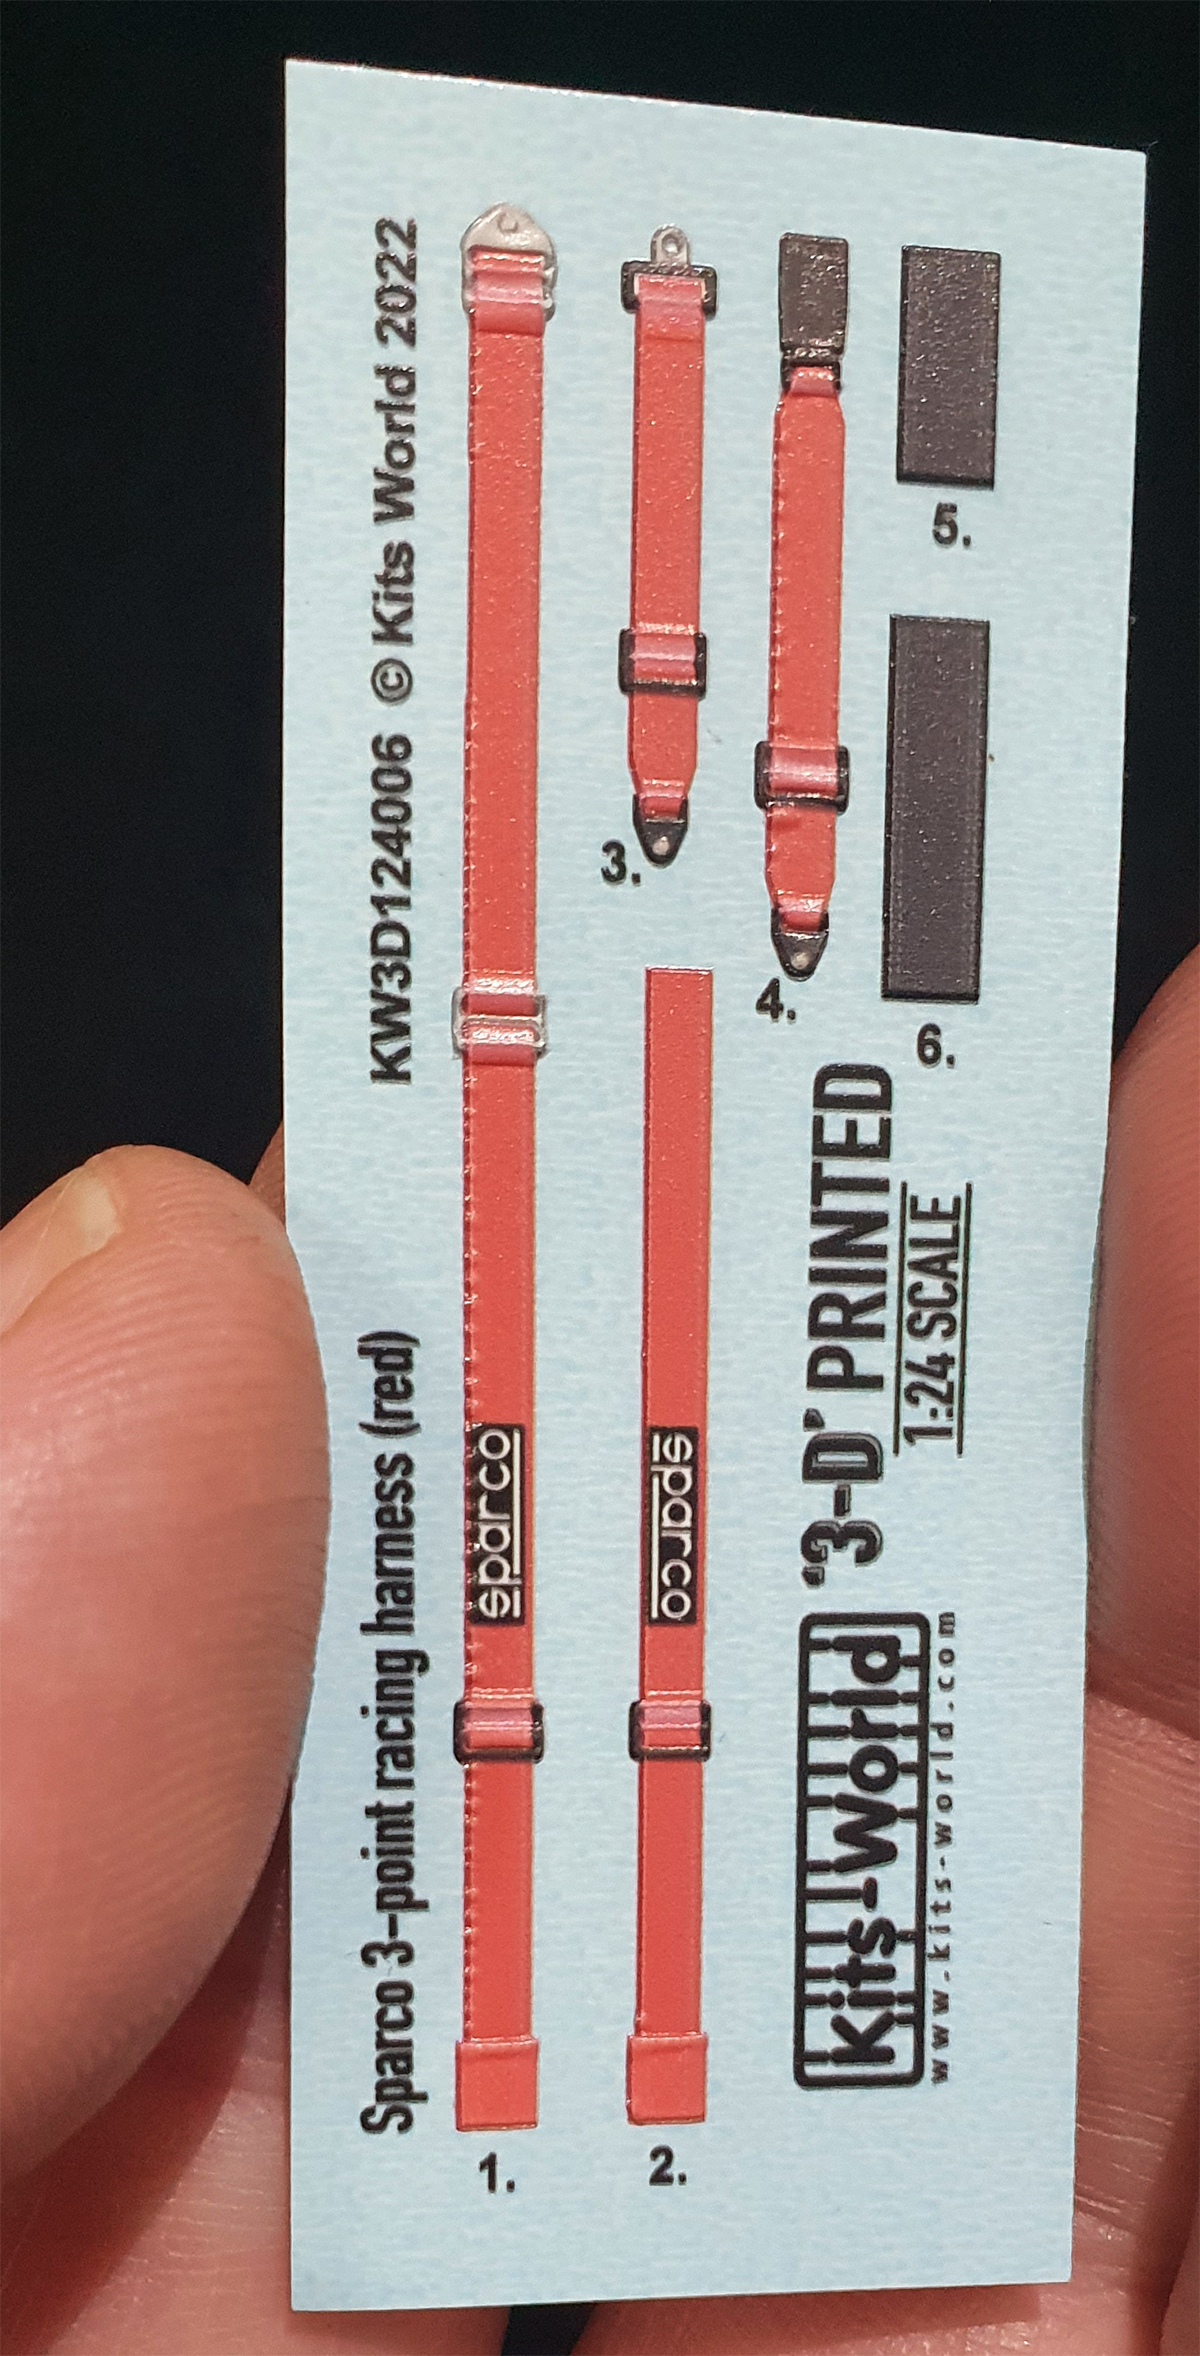 Sparco 3-point racing harness (red)
KW3D124006 © Kits World 2022
1.
sparco
2.
sparco
3.
4.
5.
6.
Kits-World
www.kits-world.com
'3-D' PRINTED
1:24 SCALE